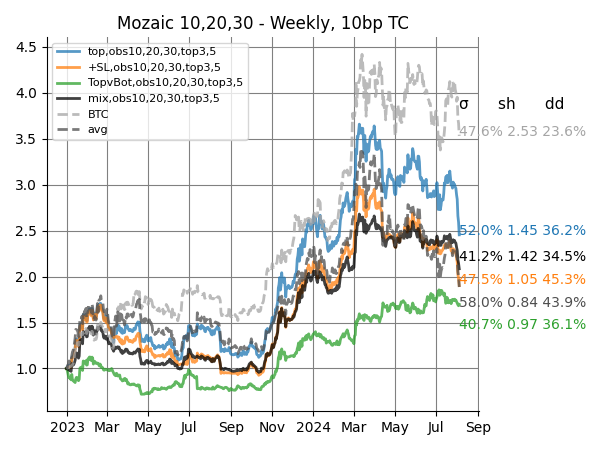 Mozaic 10,20,30 - Weekly, 10bp TC
top,obs10,20,30,top3,5
+SL,obs10,20,30,top3,5
TopvBot,obs10,20,30,top3,5
mix,obs10,20,30,top3,5
BTC
avg
4.5
4.0
3.5
3.0
2.5
2.0
1.5
1.0
σ sh dd
47.6% 2.53 23.6%
52.0% 1.45 36.2%
41.2% 1.42 34.5%
47.5% 1.05 45.3%
58.0% 0.84 43.9%
40.7% 0.97 36.1%
2023 Mar May Jul Sep Nov 2024 Mar May Jul Sep